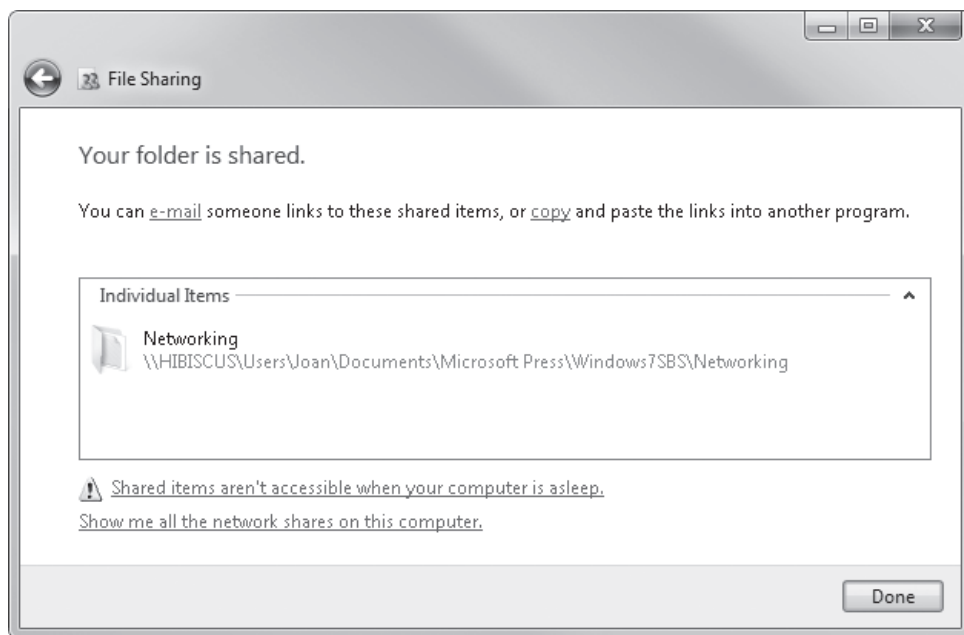 File Sharing
Your folder is shared.
You can e-mail someone links to these shared items, or copy and paste the links into another program.
Individual Items
Networking
\\HIBISCUS\Users\Joan\Documents\Microsoft Press\Windows7SBS\Networking
Shared items aren't accessible when your computer is asleep.
Show me all the network shares on this computer.
Done